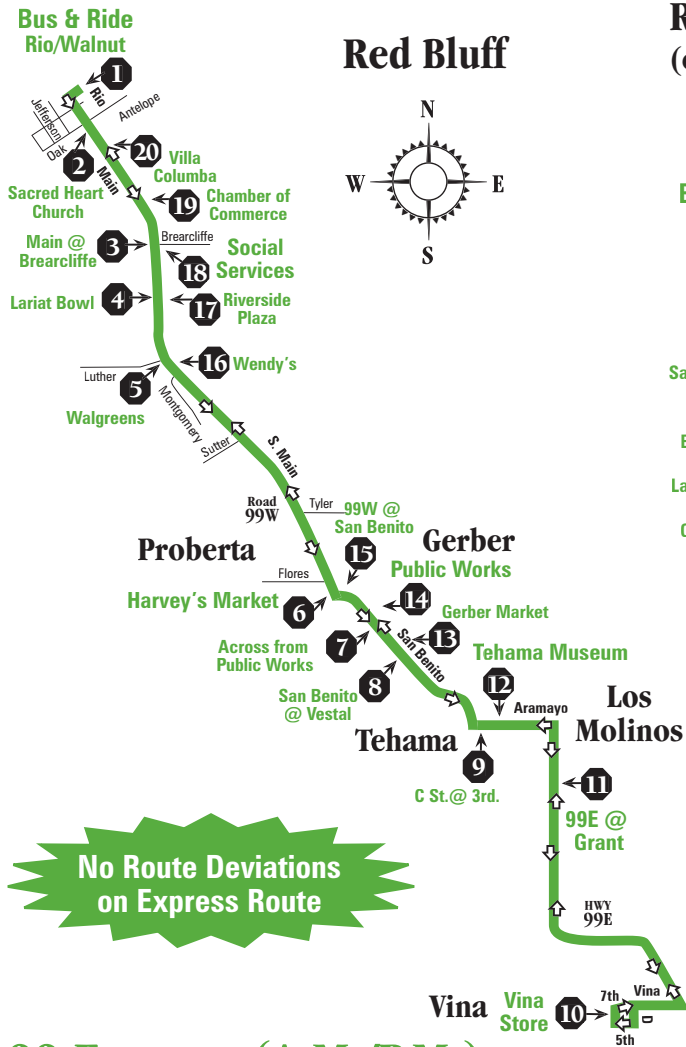 Bus & Ride
Rio/Walnut
Red Bluff
R
(
1
Rio
Antelope
Jefferson
Oak
N
W
E
S
2
Main
20
Villa
Columba
Sacred Heart
Church
19
Chamber of
Commerce
Main @
Brearcliffe
3
Brearcliffe
18
Social
Services
Lariat Bowl
4
17
Riverside
Plaza
16
Wendy's
Luther
5
Walgreens
Montgomery
Sutter
S. Main
Road
99W
Tyler
99W @
San Benito
15
Proberta
Gerber
Flores
Public Works
Harvey's Market
6
14
Gerber Market
7
13
San Benito
Across from
Public Works
8
San Benito
@ Vestal
Tehama Museum
12
Aramayo
Los
Molinos
Tehama
9
C St.@ 3rd.
11
99E @
Grant
No Route Deviations
on Express Route
HWY
99E
Vina
Vina
Store
10
7th
Vina
D
5th
Sa
La